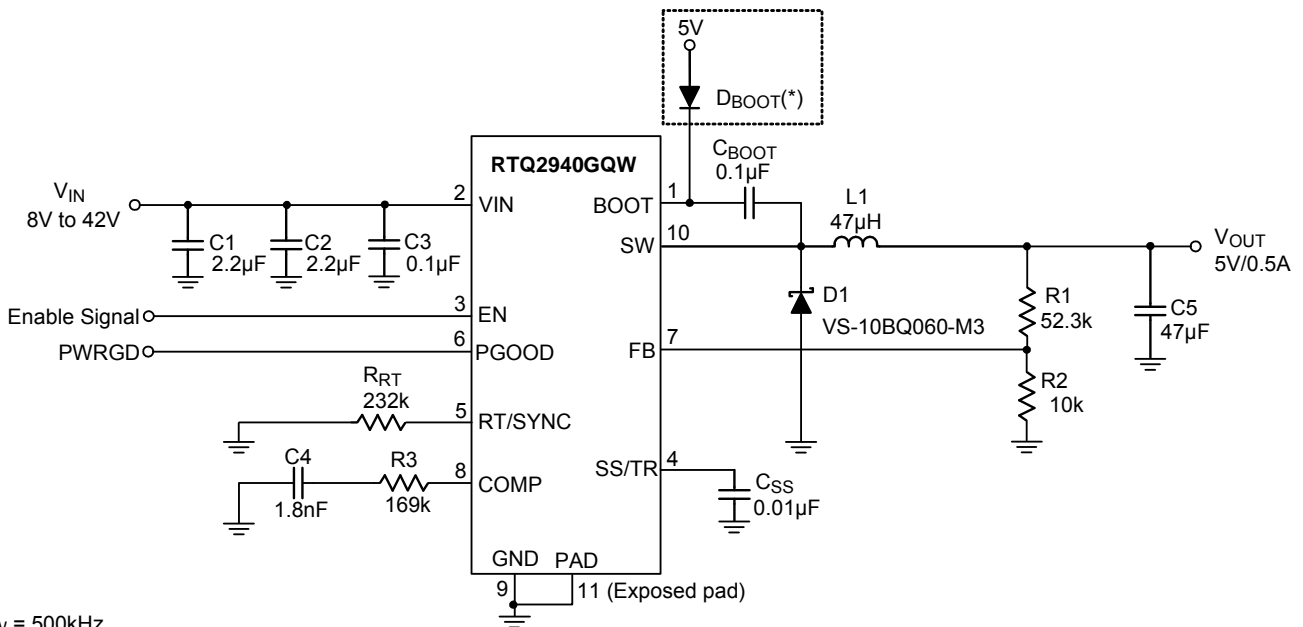 5V
DBOOT(*)
RTQ2940GQW
CBOOT
0.1µF
VIN
8V to 42V
2
VIN
BOOT
1
L1
47µH
SW
10
VOUT
5V/0.5A
C1
2.2µF
C2
2.2µF
C3
0.1µF
D1
VS-10BQ060-M3
R1
52.3k
C5
47µF
Enable Signal
3
EN
PWRGD
6
PGOOD
FB
7
R2
10k
RRT
232k
5
RT/SYNC
C4
1.8nF
R3
169k
8
COMP
SS/TR
4
CSS
0.01µF
GND
PAD
9
11 (Exposed pad)
= 500kHz